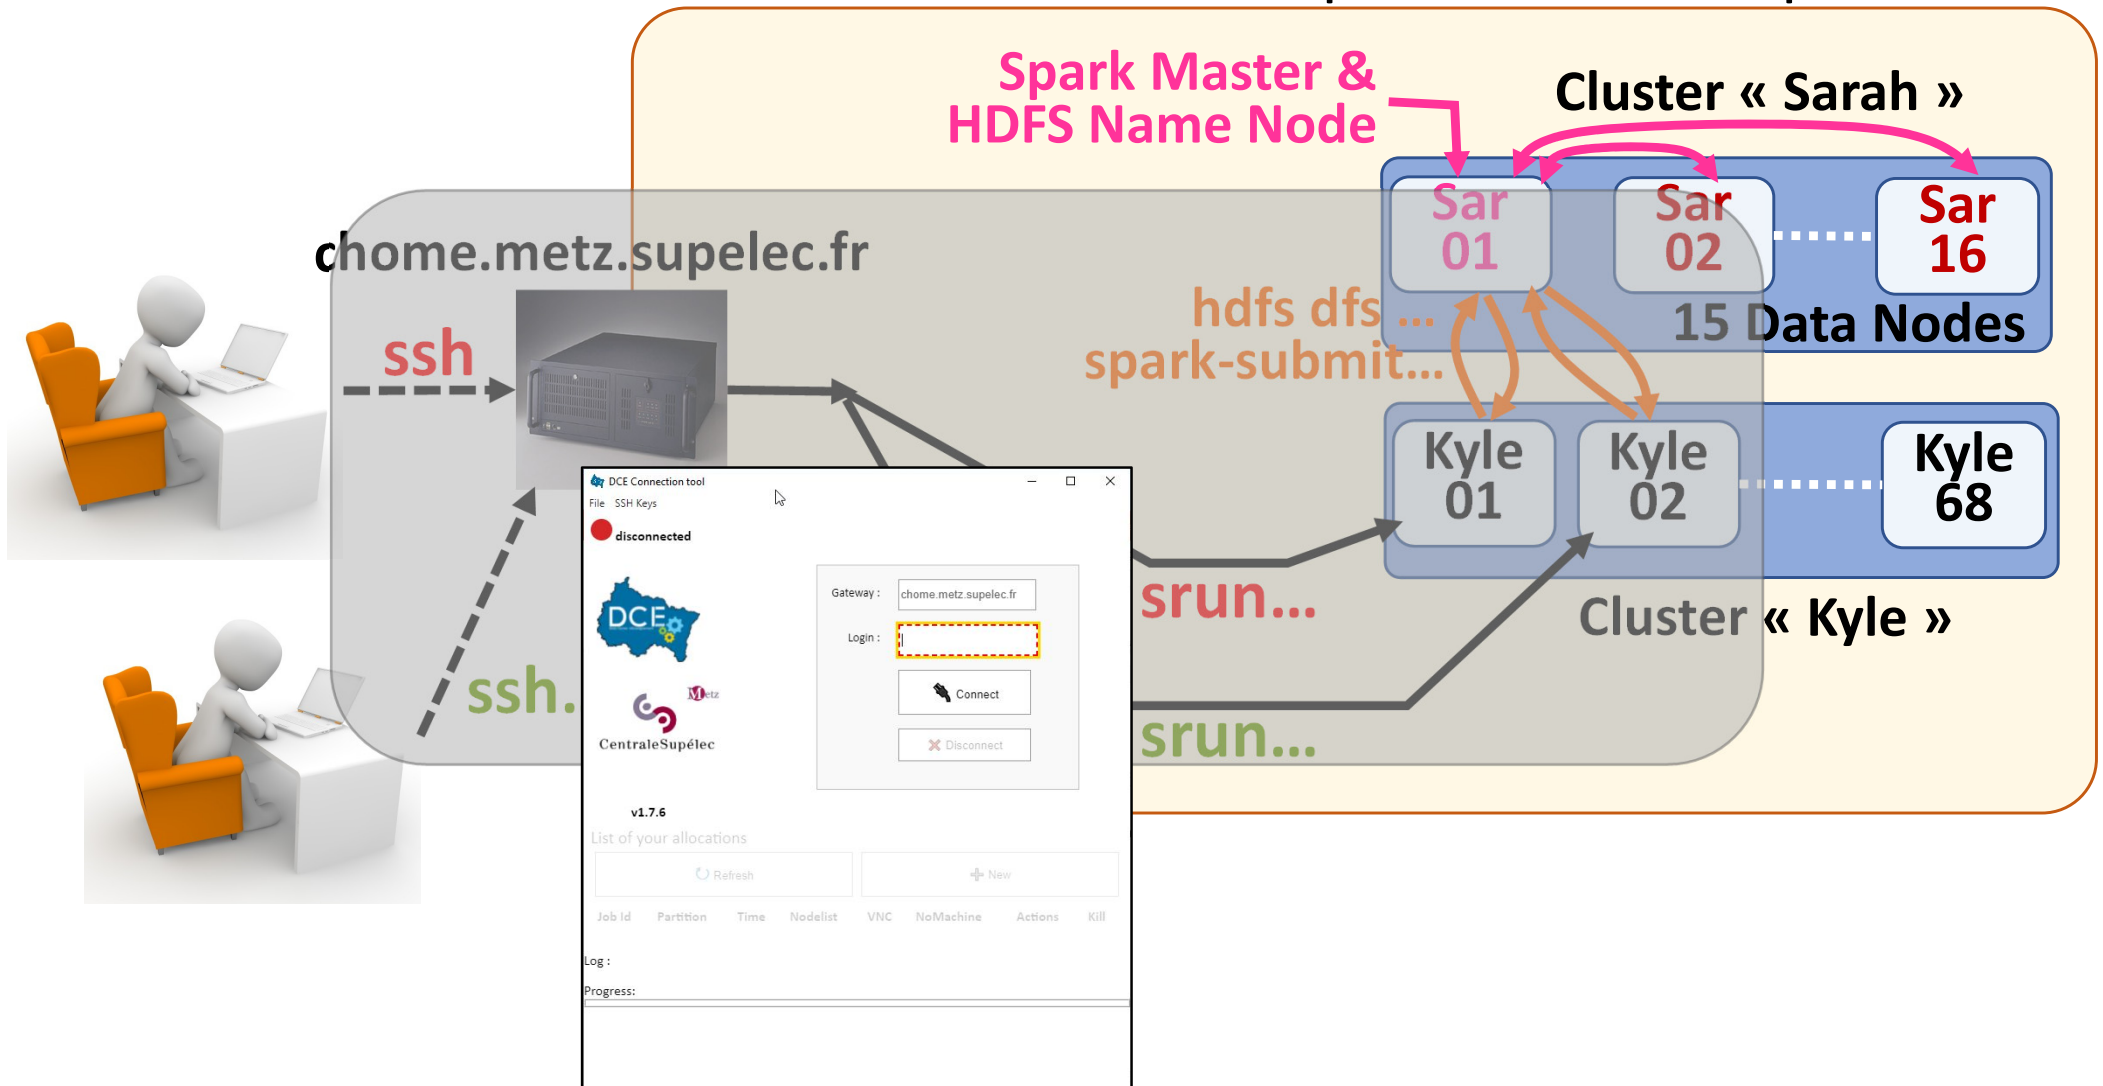 Spark Master &
HDFS Name Node
Cluster « Sarah »
Sar
01
Sar
02
Sar
16
15 Data Nodes
chome.metz.supelec.fr
ssh
hdfs dfs ...
spark-submit...
Kyle
01
Kyle
02
Kyle
68
Cluster « Kyle »
srun...
ssh.
srun...
DCE Connection tool
File SSH Keys
disconnected
DCE
Gateway :
chome.metz.supelec.fr
Login :
Connect
Metz
CentraleSupélec
Disconnect
v1.7.6
List of your allocations
Refresh
New
Job Id Partition Time Nodelist VNC NoMachine Actions Kill
Log :
Progress: